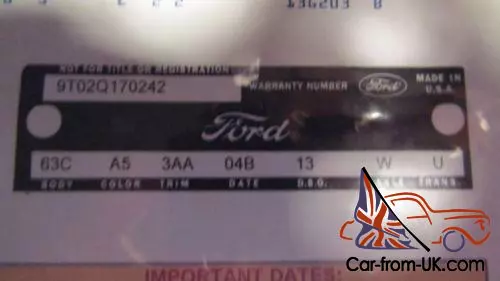 136203 B
NOT FOR TITLE OR REGISTRATION
9T02Q170242 WARRANTY NUMBER Ford MADE IN U.S.A.
Ford
63C A5 3AA 04B 13 W U
BODY COLOR TRIM DATE D.S.O. AXLE TRANS.
Car-from-UK.com
IMPORTANT DATES: